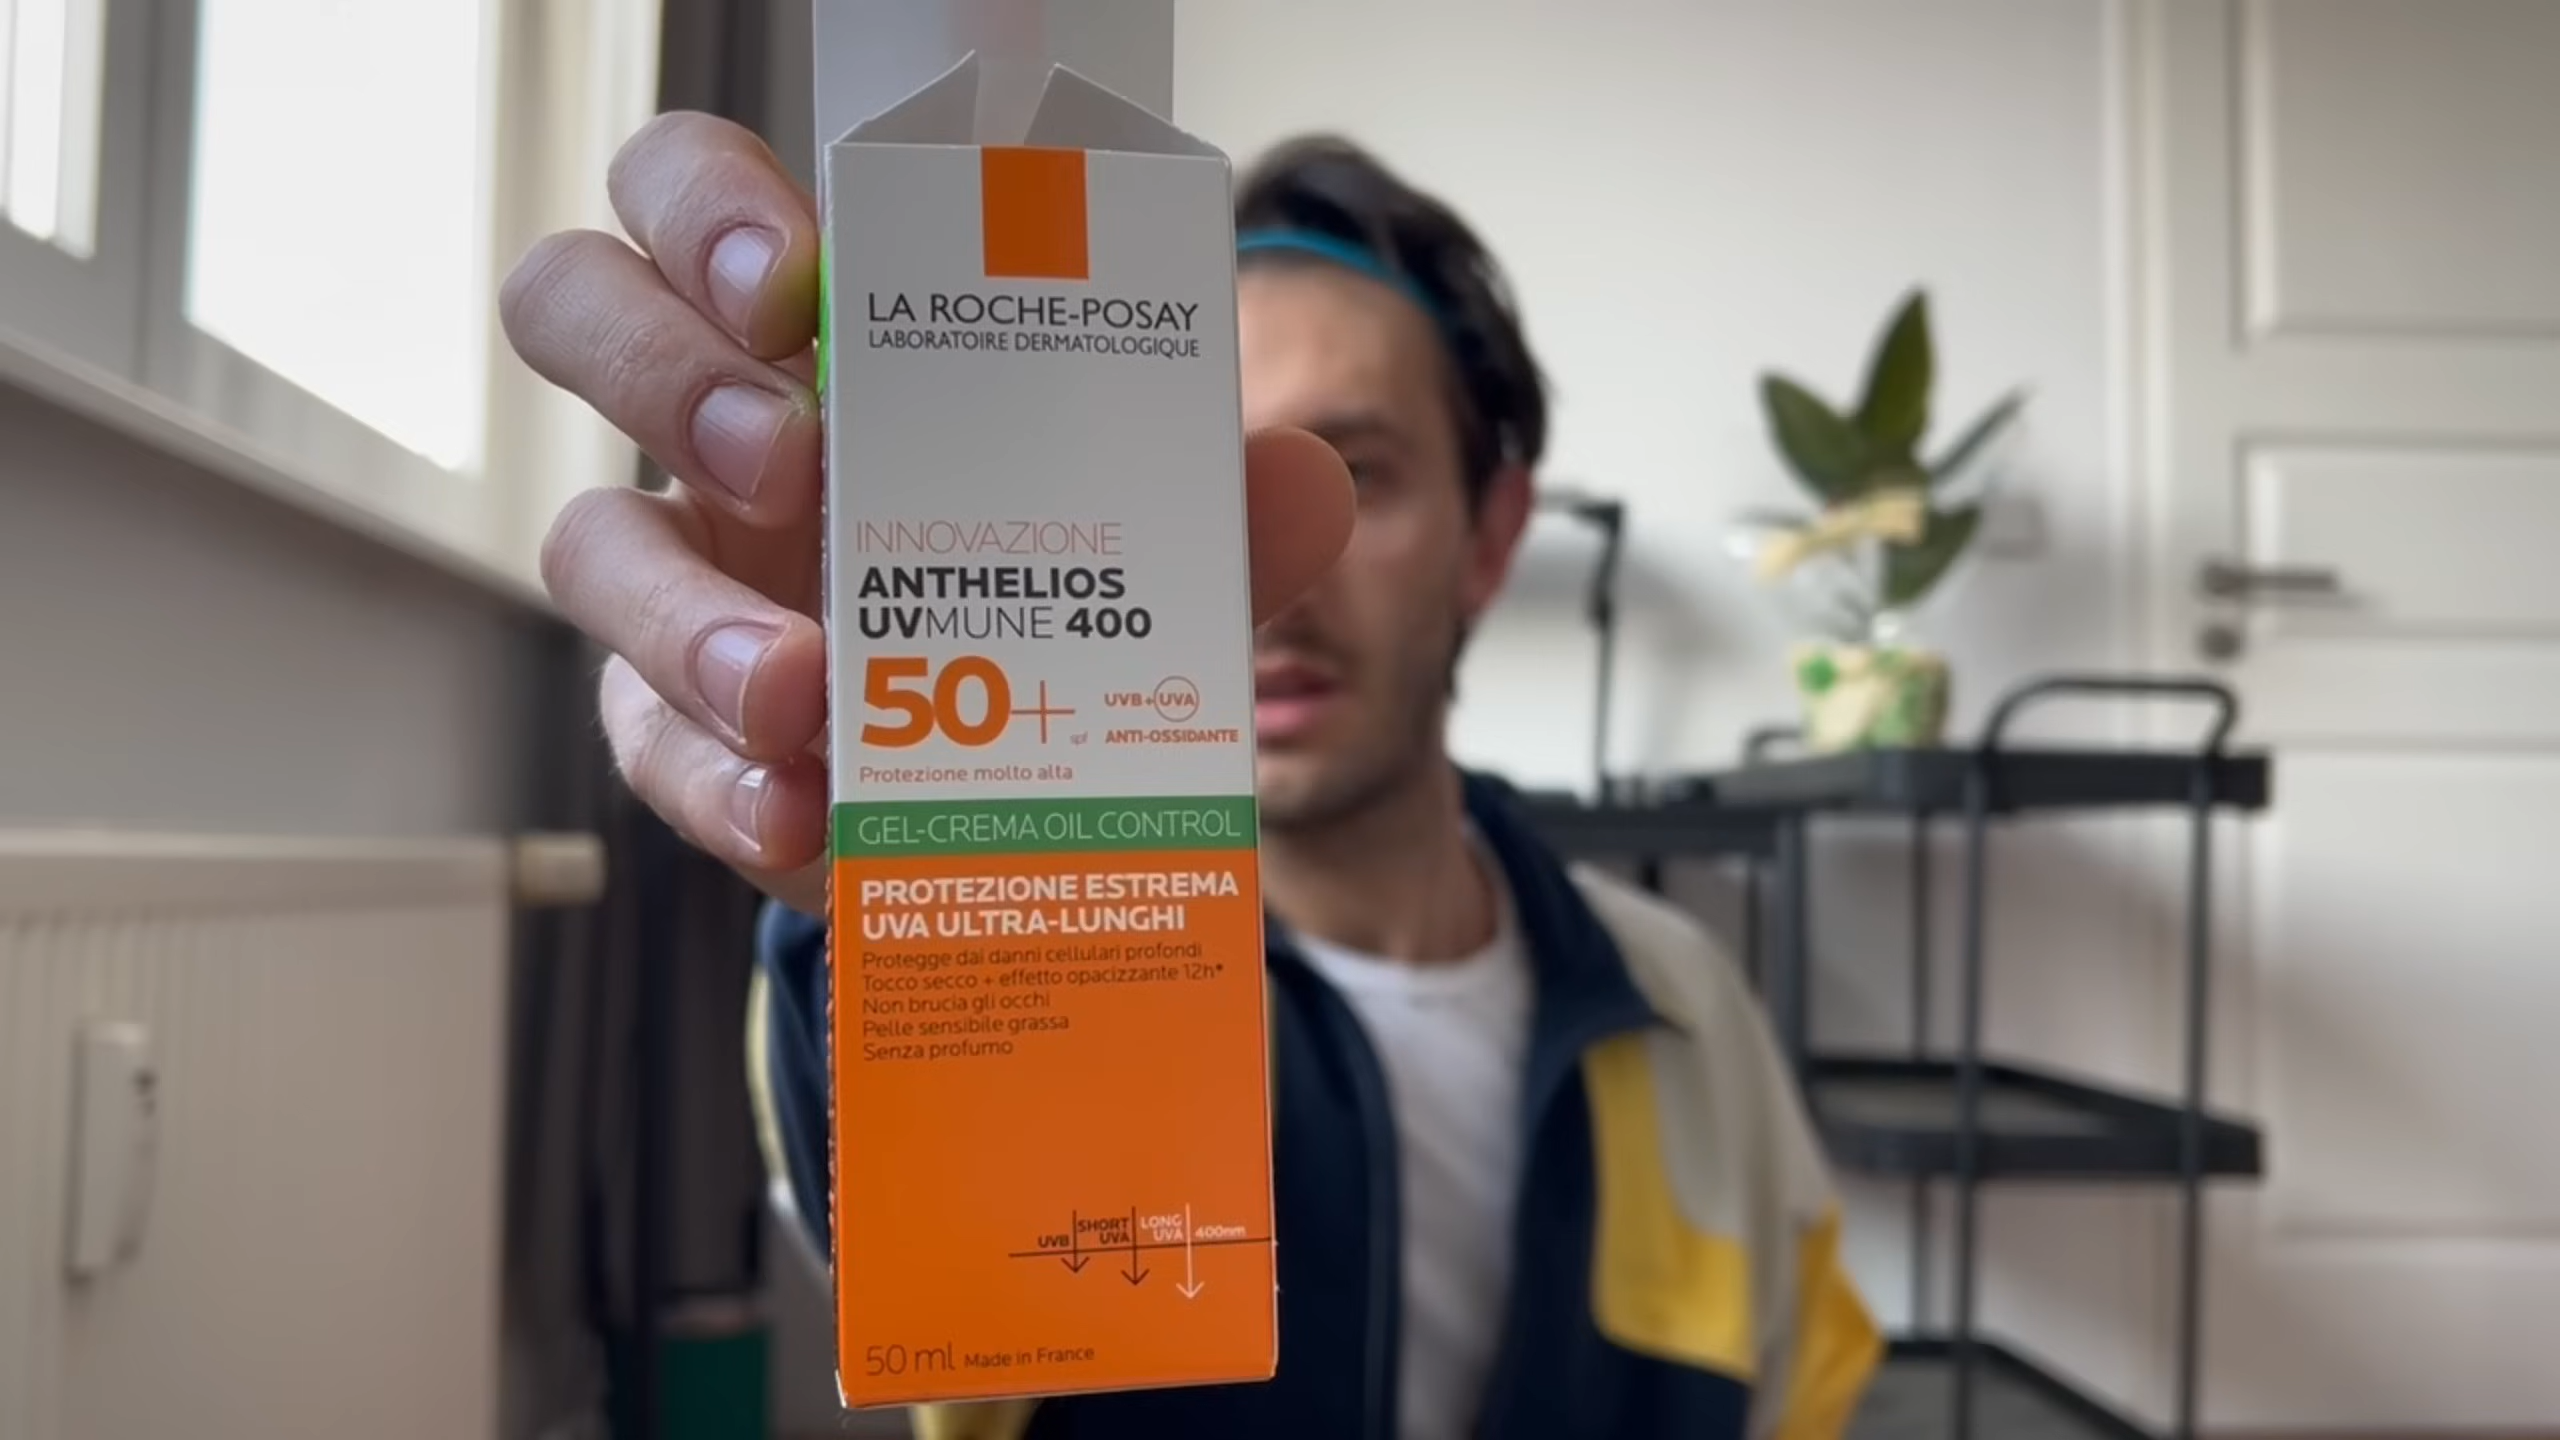 LA ROCHE-POSAY
LABORATOIRE DERMATOLOGIQUE
INNOVAZIONE
ANTHELIOS
UVMUNE 400
50+ spf
UVB+UVA
ANTI-OSSIDANTE
Protezione molto alta
GEL-CREMA OIL CONTROL
PROTEZIONE ESTREMA
UVA ULTRA-LUNGHI
Protegge dai danni cellulari profondi
Tocco secco + effetto opacizzante 12h*
Non brucia gli occhi
Pelle sensibile grassa
Senza profumo
UVB
SHORT UVA
LONG UVA
400nm
50 ml Made in France